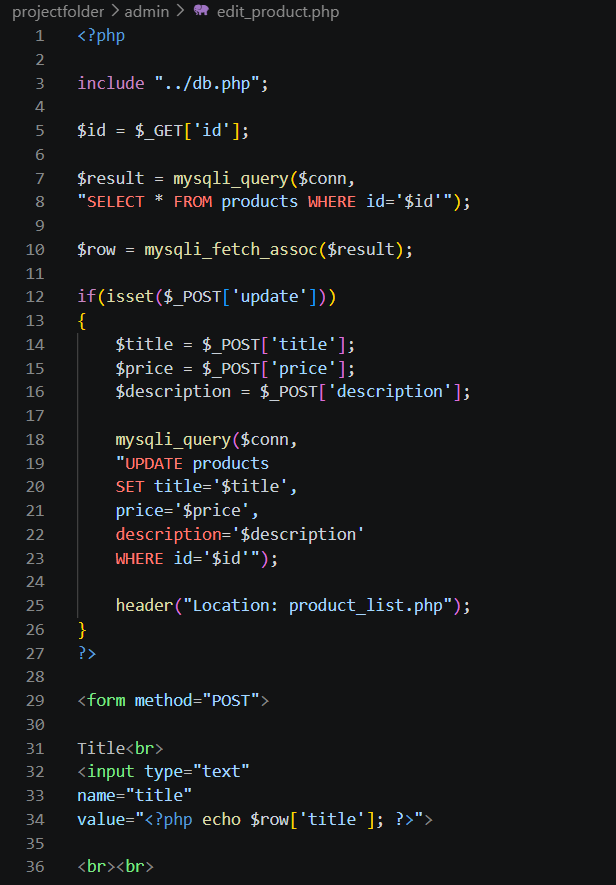 projectfolder > admin > edit_product.php
1 <?php
2
3 include "../db.php";
4
5 $id = $_GET['id'];
6
7 $result = mysqli_query($conn,
8 "SELECT * FROM products WHERE id='$id'");
9
10 $row = mysqli_fetch_assoc($result);
11
12 if(isset($_POST['update']))
13 {
14     $title = $_POST['title'];
15     $price = $_POST['price'];
16     $description = $_POST['description'];
17
18     mysqli_query($conn,
19     "UPDATE products
20     SET title='$title',
21     price='$price',
22     description='$description'
23     WHERE id='$id'");
24
25     header("Location: product_list.php");
26 }
27 ?>
28
29 <form method="POST">
30
31 Title<br>
32 <input type="text"
33 name="title"
34 value="<?php echo $row['title']; ?>">
35
36 <br><br>